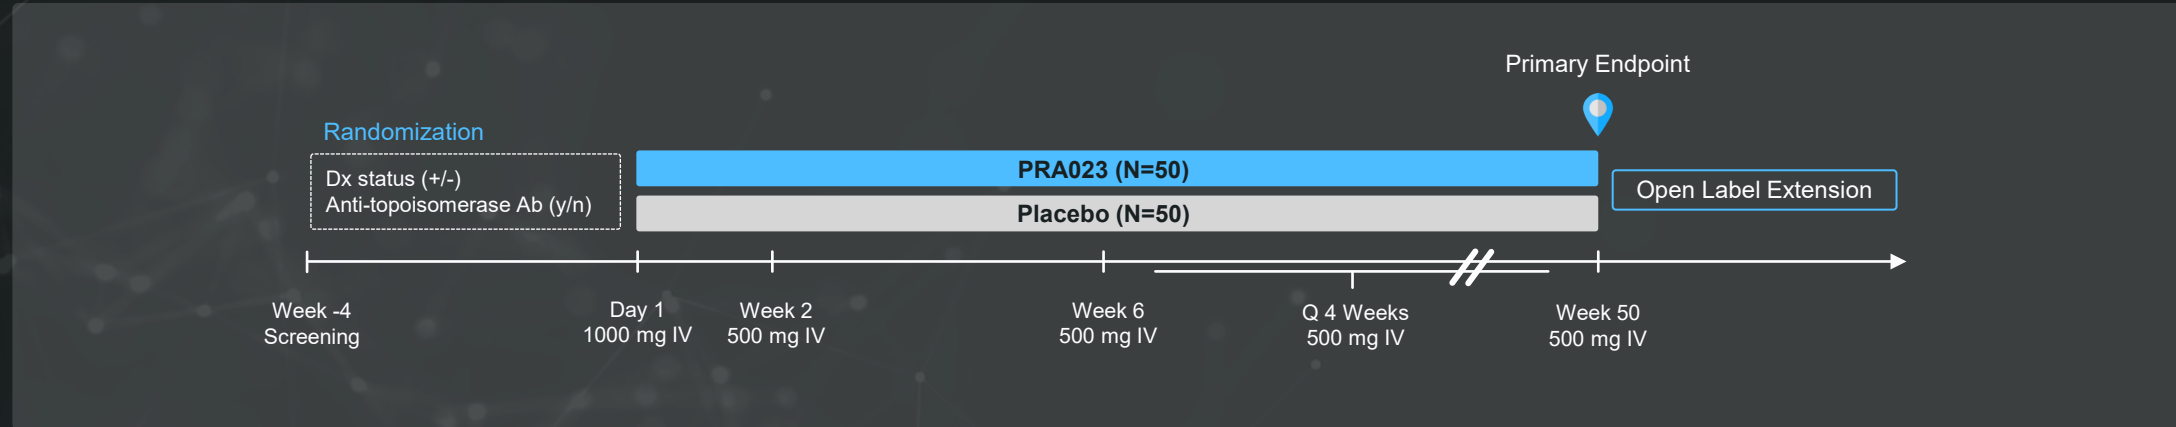 Primary Endpoint
Randomization
Dx status (+/-)
Anti-topoisomerase Ab (y/n)
PRA023 (N=50)
Placebo (N=50)
Open Label Extension
Week -4
Screening
Day 1
1000 mg IV
Week 2
500 mg IV
Week 6
500 mg IV
Q 4 Weeks
500 mg IV
Week 50
500 mg IV